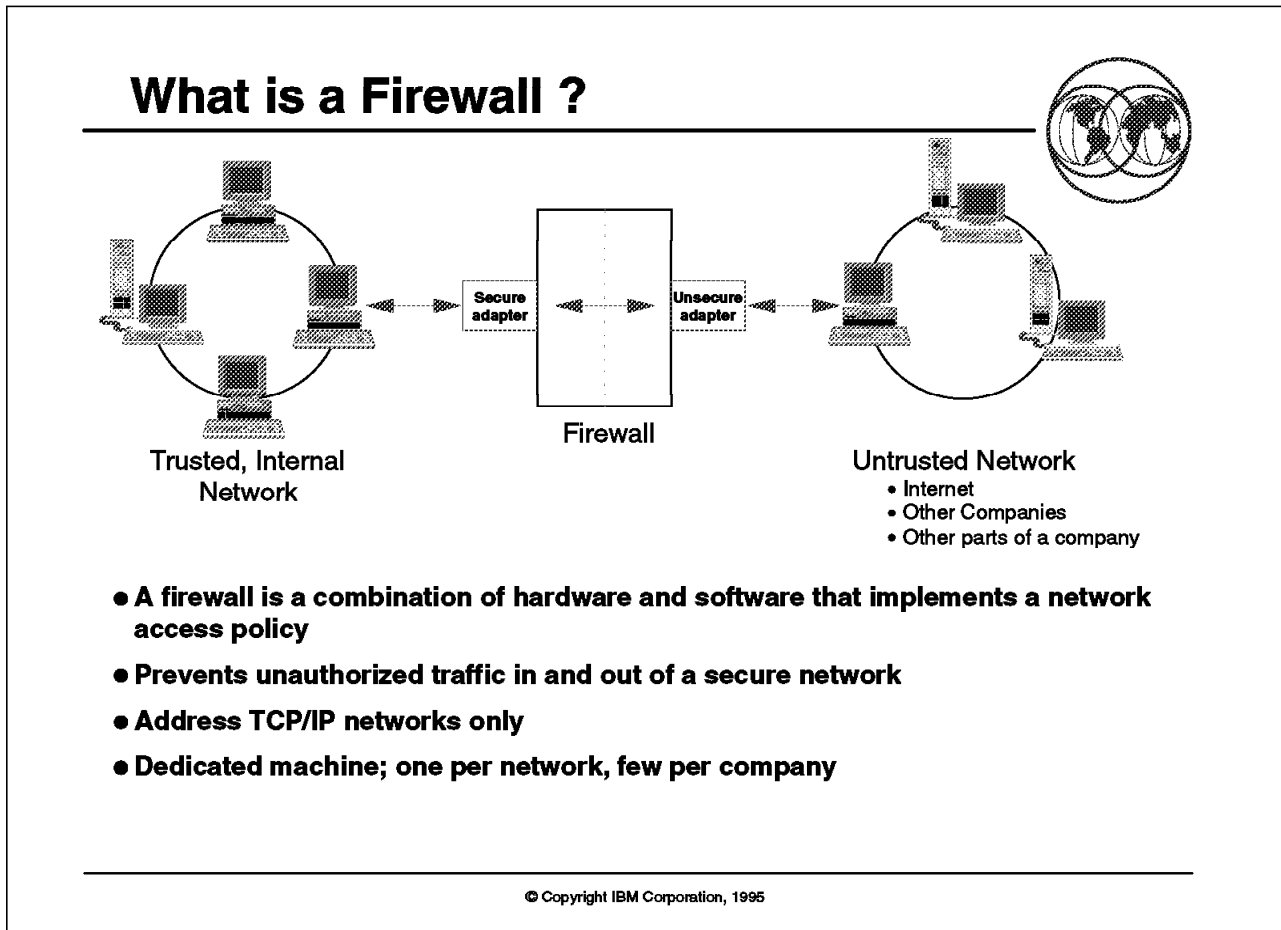 What is a Firewall ?
Secure
adapter
Unsecure
adapter
Firewall
Trusted, Internal
Network
Untrusted Network
• Internet
• Other Companies
• Other parts of a company
● A firewall is a combination of hardware and software that implements a network
access policy
● Prevents unauthorized traffic in and out of a secure network
● Address TCP/IP networks only
● Dedicated machine; one per network, few per company
© Copyright IBM Corporation, 1995